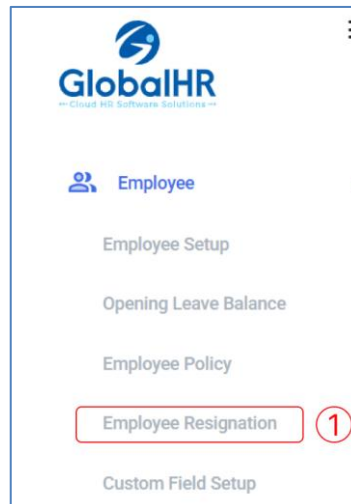 GlobalHR
Cloud HR Software Solutions
Employee
Employee Setup
Opening Leave Balance
Employee Policy
Employee Resignation
1
Custom Field Setup